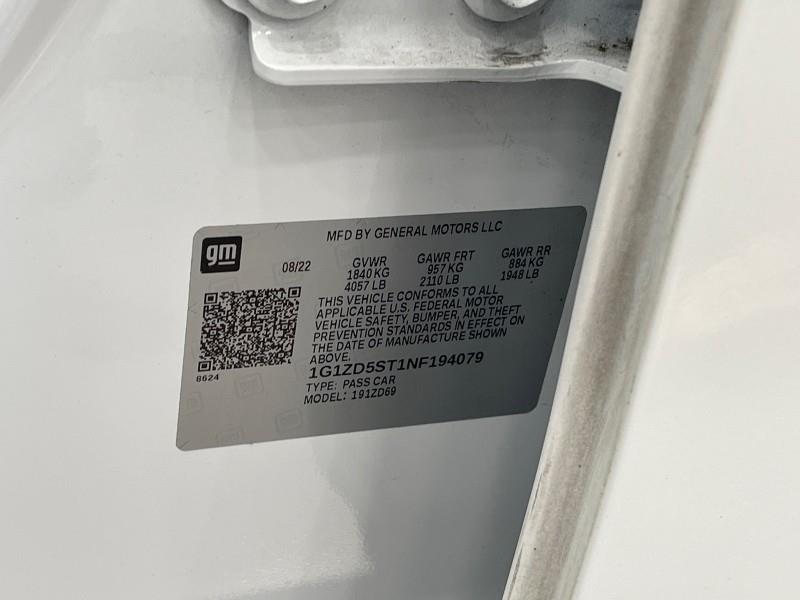 MFD BY GENERAL MOTORS LLC
gm
08/22
GVWR GAWR FRT GAWR RR
1840 KG 957 KG 884 KG
4057 LB 2110 LB 1948 LB
THIS VEHICLE CONFORMS TO ALL
APPLICABLE U.S. FEDERAL MOTOR
VEHICLE SAFETY, BUMPER, AND THEFT
PREVENTION STANDARDS IN EFFECT ON
THE DATE OF MANUFACTURE SHOWN
ABOVE.
8624
1G1ZD5ST1NF194079
TYPE: PASS CAR
MODEL: 191ZD69